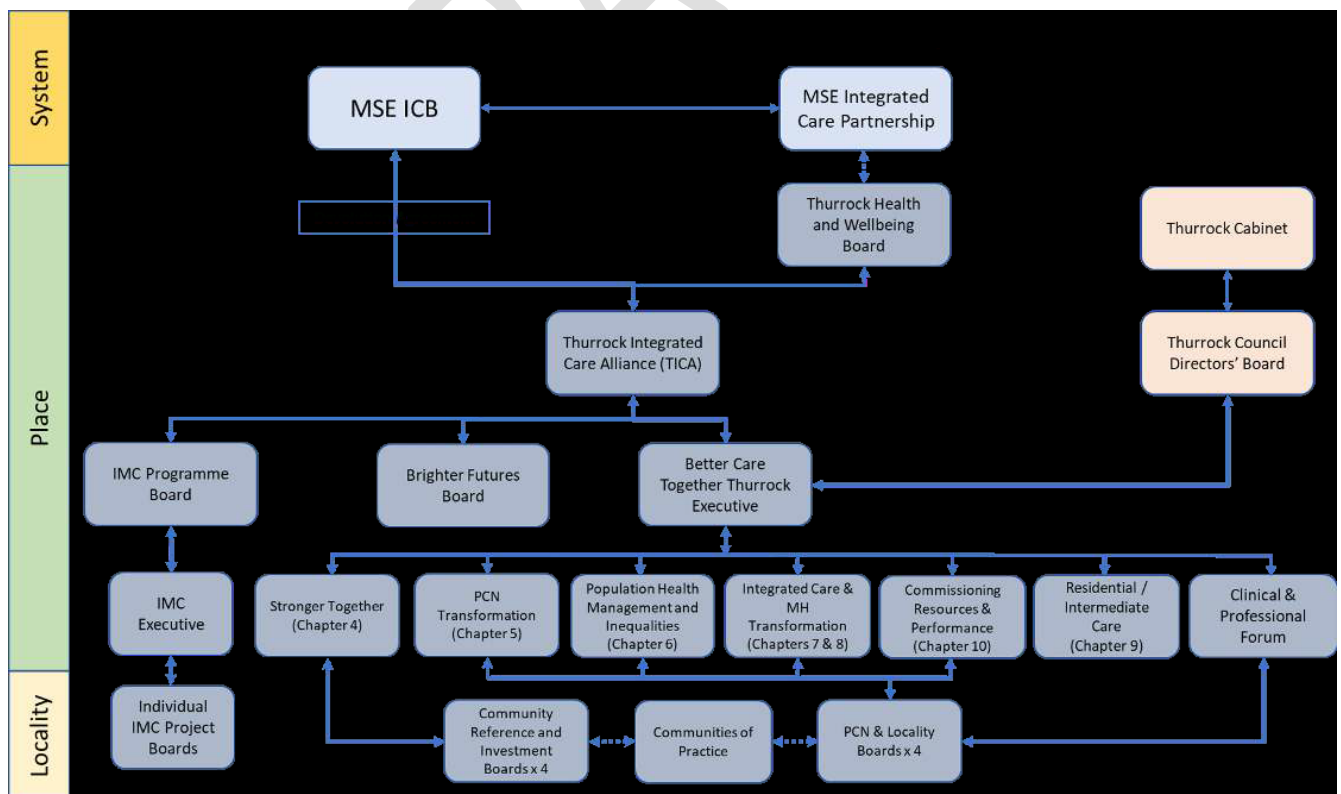 System
MSE ICB
MSE Integrated
Care Partnership
Place
Thurrock Health
and Wellbeing
Board
Thurrock Cabinet
Thurrock Integrated
Care Alliance (TICA)
Thurrock Council
Directors’ Board
IMC Programme
Board
Brighter Futures
Board
Better Care
Together Thurrock
Executive
IMC
Executive
Stronger Together
(Chapter 4)
PCN
Transformation
(Chapter 5)
Population Health
Management and
Inequalities
(Chapter 6)
Integrated Care &
MH
Transformation
(Chapters 7 & 8)
Commissioning
Resources &
Performance
(Chapter 10)
Residential /
Intermediate
Care
(Chapter 9)
Clinical &
Professional
Forum
Locality
Individual
IMC Project
Boards
Community
Reference and
Investment
Boards x 4
Communities of
Practice
PCN & Locality
Boards x 4